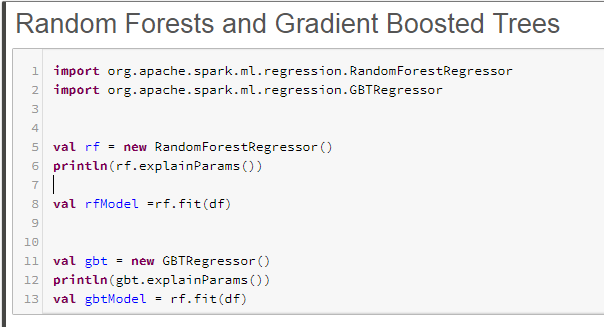 Random Forests and Gradient Boosted Trees
1 import org.apache.spark.ml.regression.RandomForestRegressor
2 import org.apache.spark.ml.regression.GBTRegressor
3
4
5 val rf = new RandomForestRegressor()
6 println(rf.explainParams())
7
8 val rfModel =rf.fit(df)
9
10
11 val gbt = new GBTRegressor()
12 println(gbt.explainParams())
13 val gbtModel = rf.fit(df)